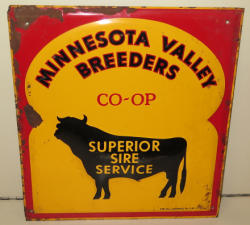 MINNESOTA VALLEY
BREEDERS
CO-OP
SUPERIOR
SIRE
SERVICE